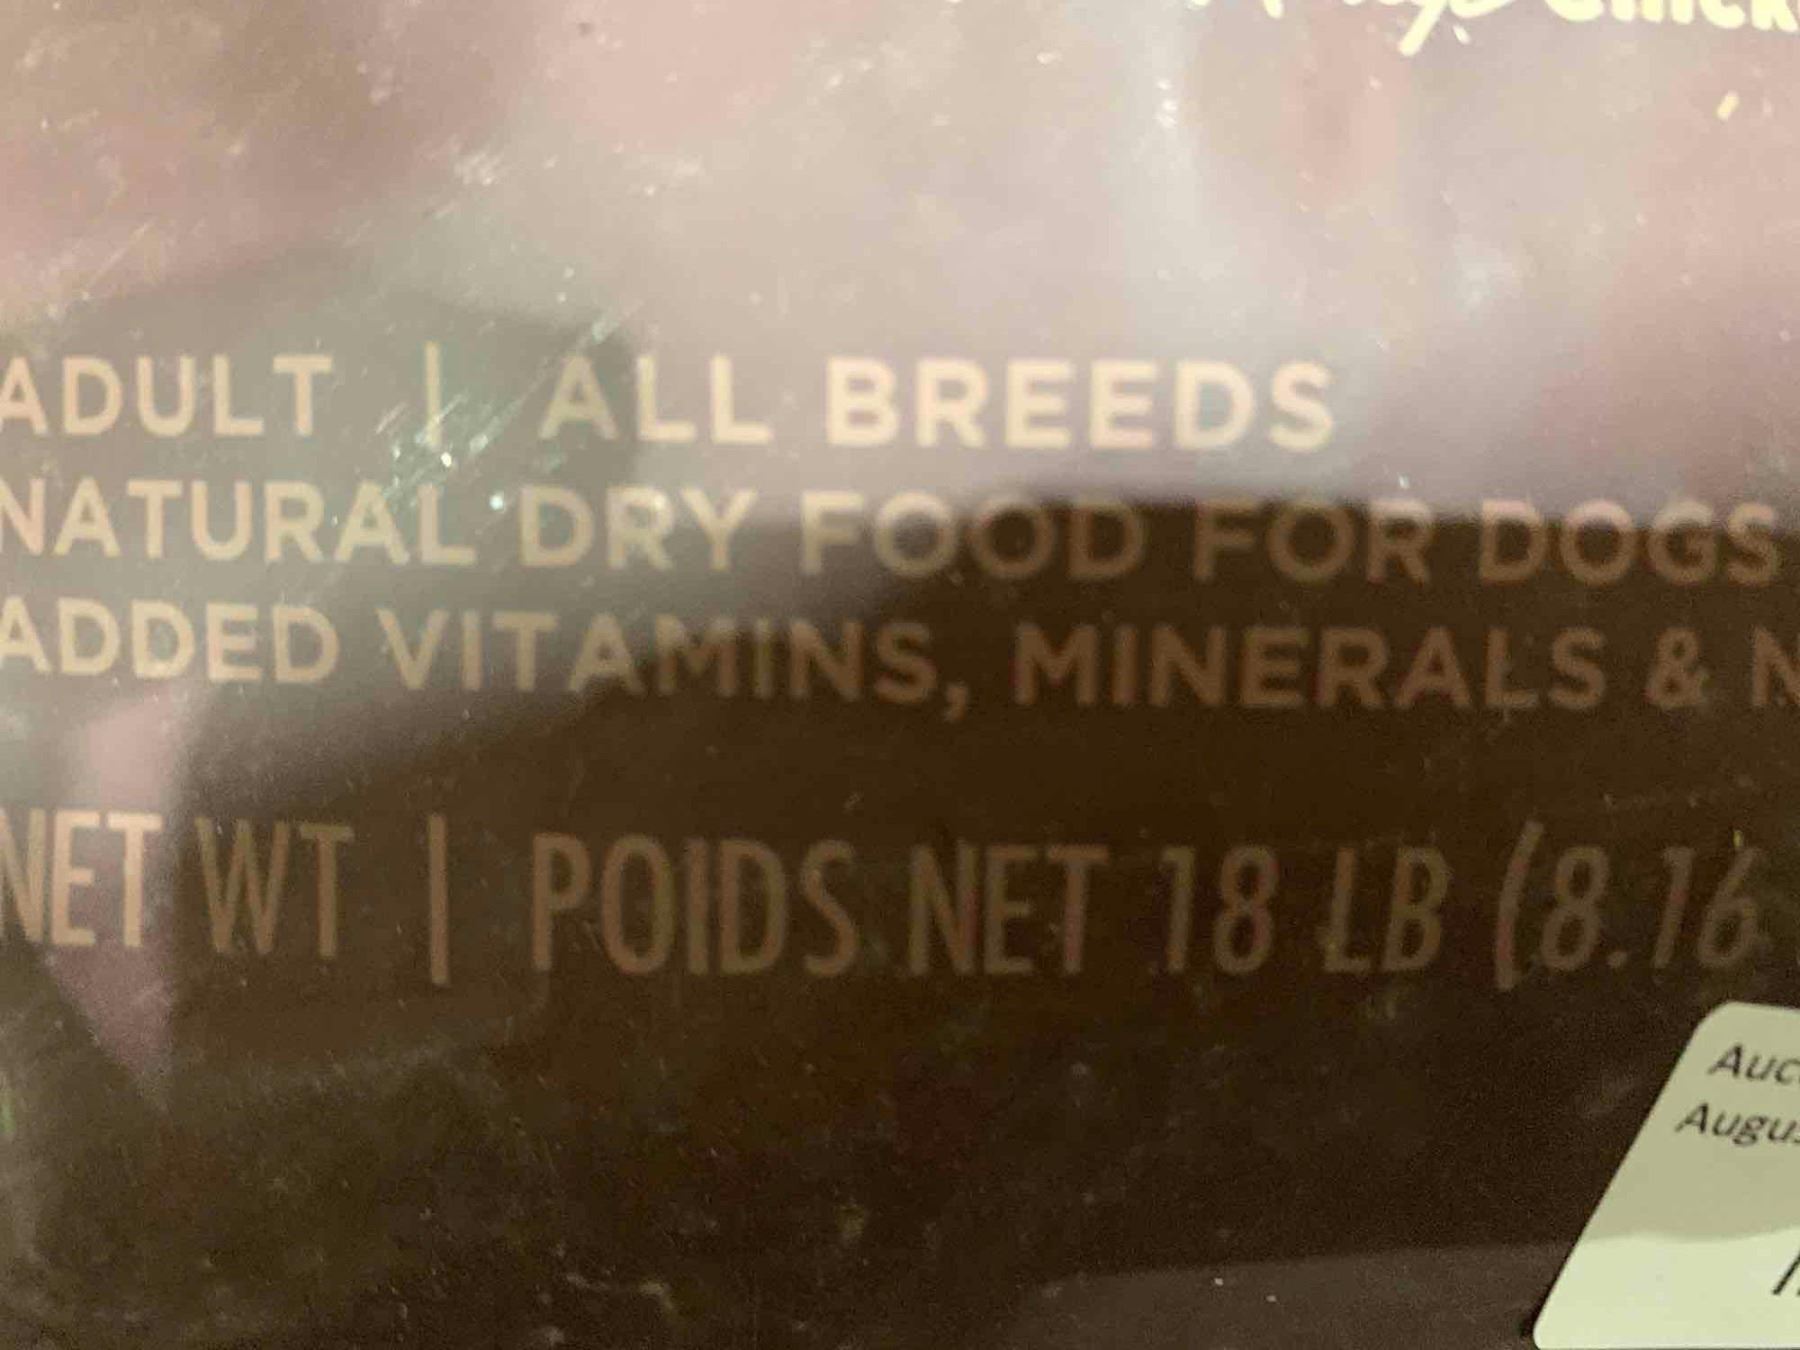 ADULT | ALL BREEDS
NATURAL DRY FOOD FOR DOGS
ADDED VITAMINS, MINERALS &
NET WT | POIDS NET 18 LB (8.16